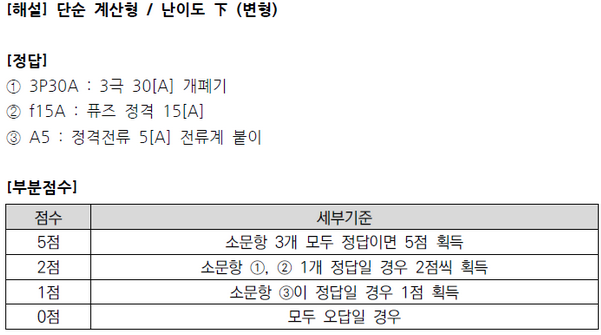 [해설] 단순 계산형 / 난이도 下 (변형)
[정답]
① 3P30A : 3극 30[A] 개폐기
② f15A : 퓨즈 정격 15[A]
③ A5 : 정격전류 5[A] 전류계 붙이
[부분점수]
점수 세부기준
5점 소문항 3개 모두 정답이면 5점 획득
2점 소문항 ①, ② 1개 정답일 경우 2점씩 획득
1점 소문항 ③이 정답일 경우 1점 획득
0점 모두 오답일 경우